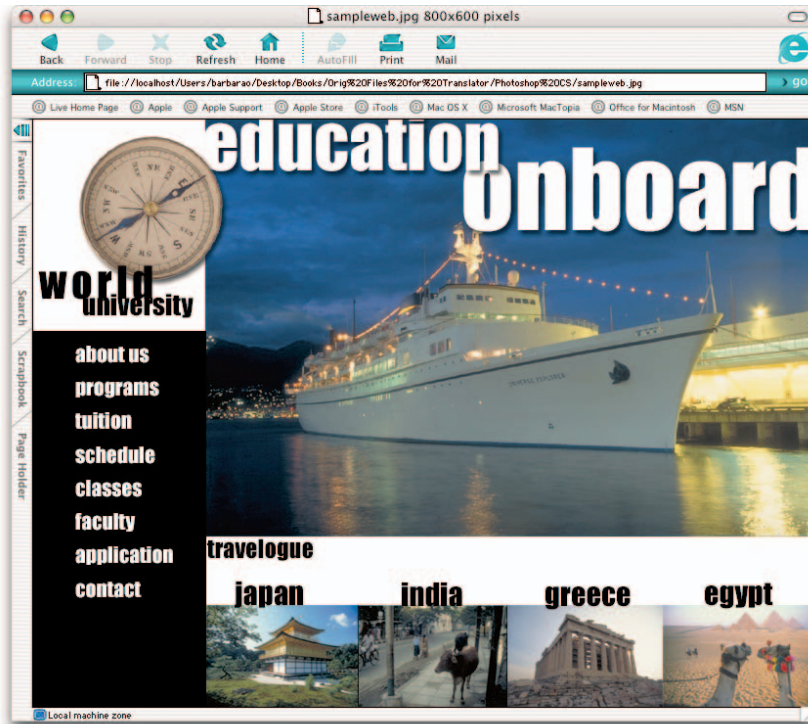 sampleweb.jpg 800x600 pixels
Back Forward Stop Refresh Home AutoFill Print Mail
Address: file://localhost/Users/barbarao/Desktop/Books/Orig%20Files%20for%20Translator/Photoshop%20CS/sampleweb.jpg go
Live Home Page Apple Apple Support Apple Store iTools Mac OS X Microsoft MacTopia Office for Macintosh MSN
Favorites
History
Search
Scrapbook
Page Holder
education
onboard
world
university
about us
programs
tuition
schedule
classes
faculty
application
contact
travelogue
japan india greece egypt
Local machine zone